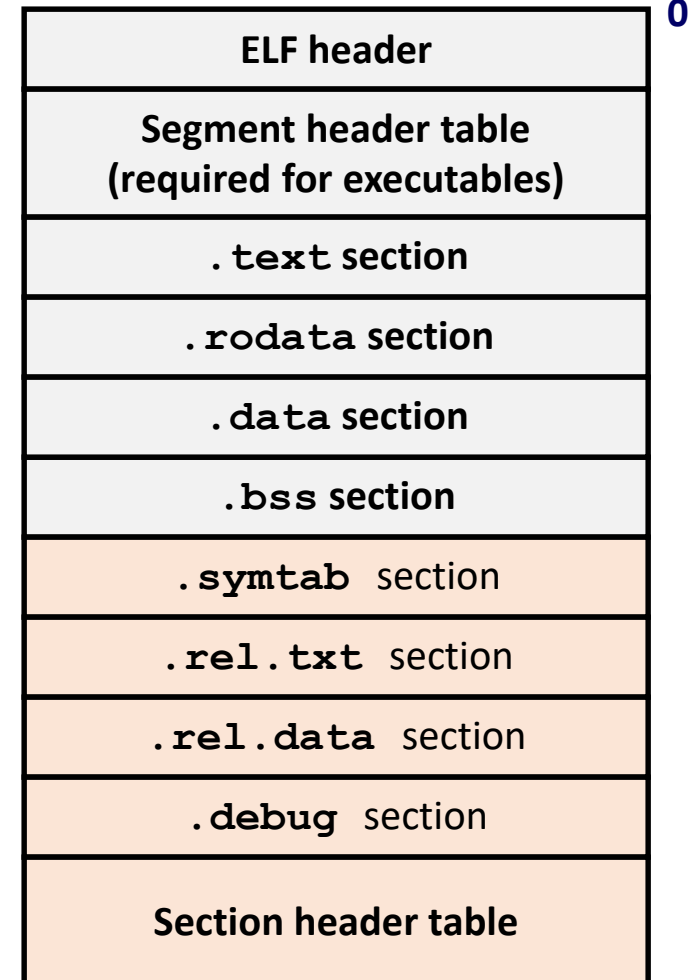 0
ELF header
Segment header table
(required for executables)
.text section
.rodata section
.data section
.bss section
.symtab section
.rel.txt section
.rel.data section
.debug section
Section header table